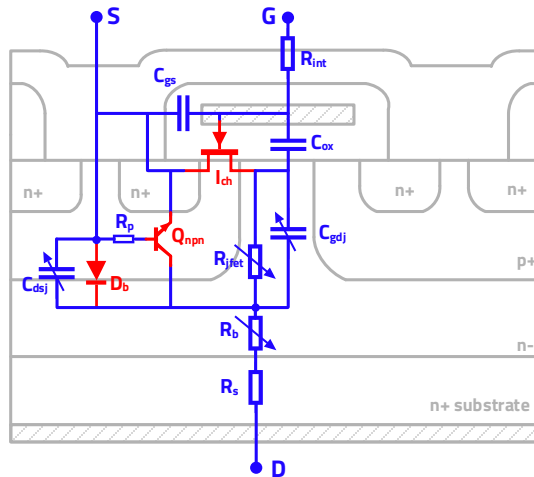 S
G
R_int
C_gs
C_ox
I_ch
n+
n+
n+
n+
R_p
Q_npn
C_gdj
R_jfet
p+
C_dsj
D_b
R_b
n-
R_s
n+ substrate
D